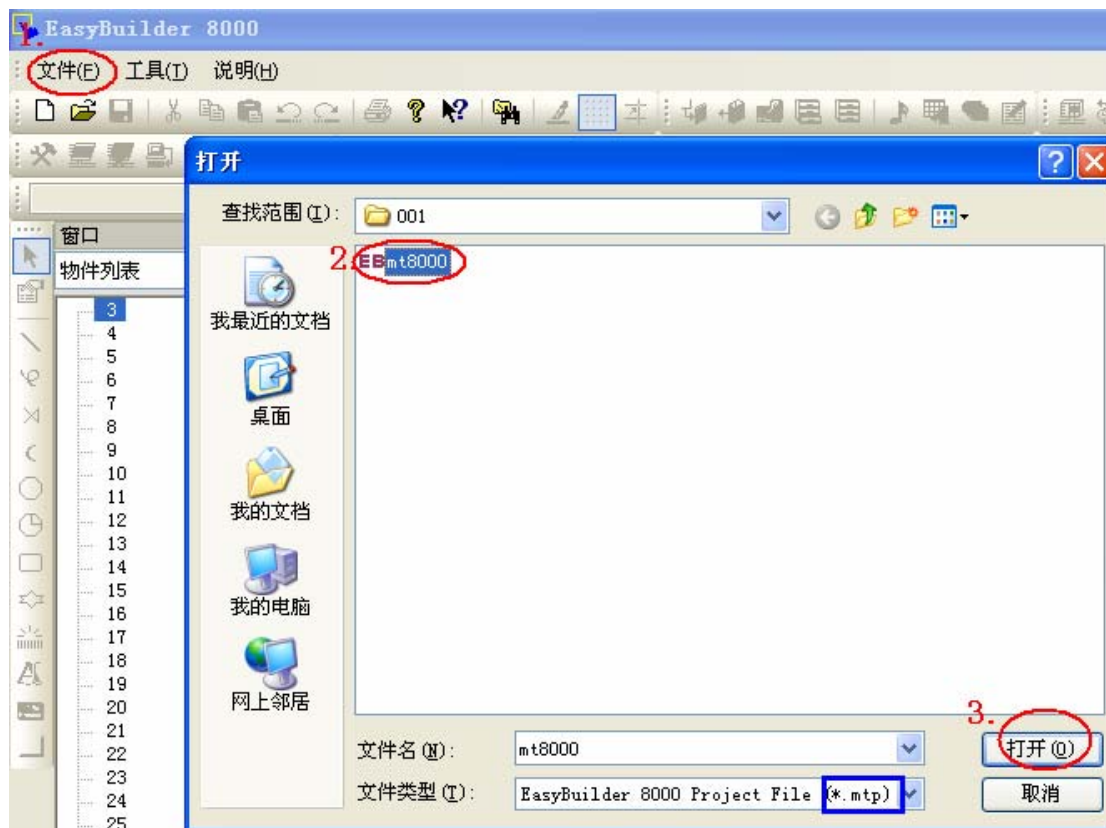 EasyBuilder 8000
1.
文件(F) 工具(T) 说明(H)
打开
查找范围(I): 001
窗口
物件列表
3
4
5
6
7
8
9
10
11
12
13
14
15
16
17
18
19
20
21
22
23
24
25
2. EBmt8000
我最近的文档
桌面
我的文档
我的电脑
网上邻居
3.
文件名(N): mt8000 打开(O)
文件类型(T): EasyBuilder 8000 Project File (*.mtp) 取消